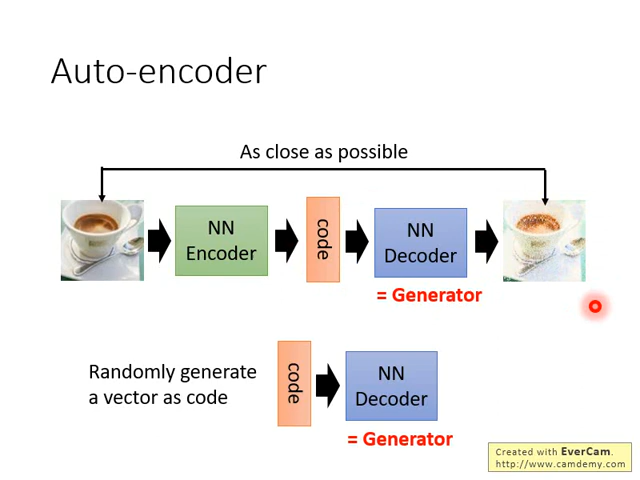 Auto-encoder
As close as possible
NN
Encoder
code
NN
Decoder
= Generator
Randomly generate
a vector as code
code
NN
Decoder
= Generator
Created with EverCam.
http://www.camdemy.com